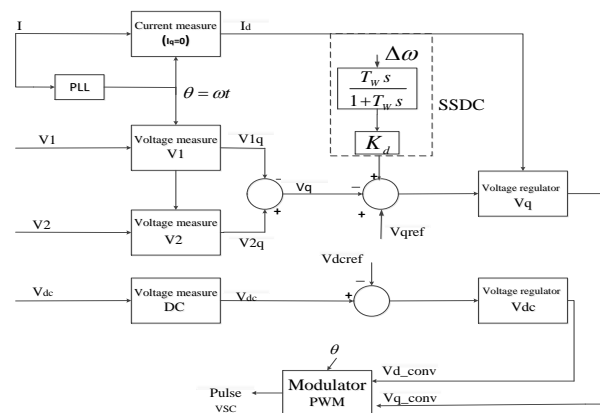 I
Current measure
(Iq=0)
Id
PLL
θ = ωt
Δω
Tw s
1+Tw s
SSDC
Kd
V1
Voltage measure
V1
V1q
-
+
Vq
−
+
+
Vqref
Voltage regulator
Vq
V2
Voltage measure
V2
V2q
Vdcref
−
+
Vdc
Voltage measure
DC
Vdc
Voltage regulator
Vdc
θ
Modulator
PWM
Vd_conv
Vq_conv
Pulse
VSC